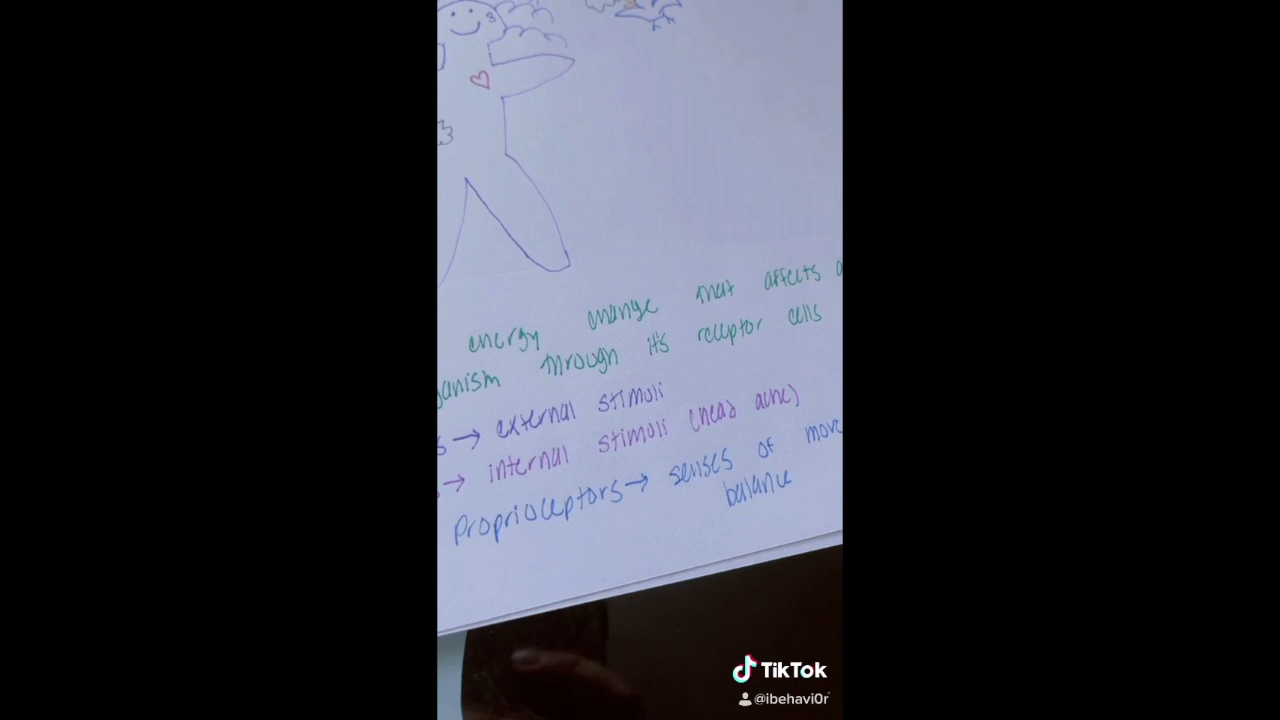 energy change that affects a
ganism through it's receptor cells
s → external stimuli
→ internal stimuli (head ache)
proprioceptors → senses of move
balance
TikTok
@ibehavi0r